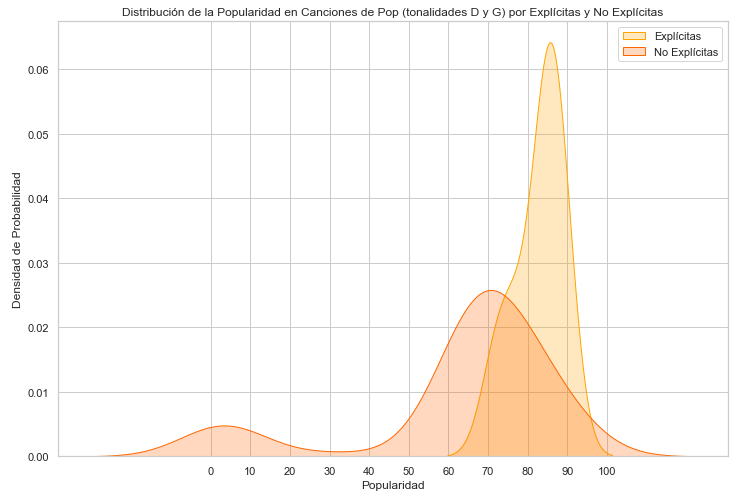 Distribución de la Popularidad en Canciones de Pop (tonalidades D y G) por Explícitas y No Explícitas
Explícitas
No Explícitas
0.06
0.05
0.04
0.03
0.02
0.01
0.00
Densidad de Probabilidad
0 10 20 30 40 50 60 70 80 90 100
Popularidad